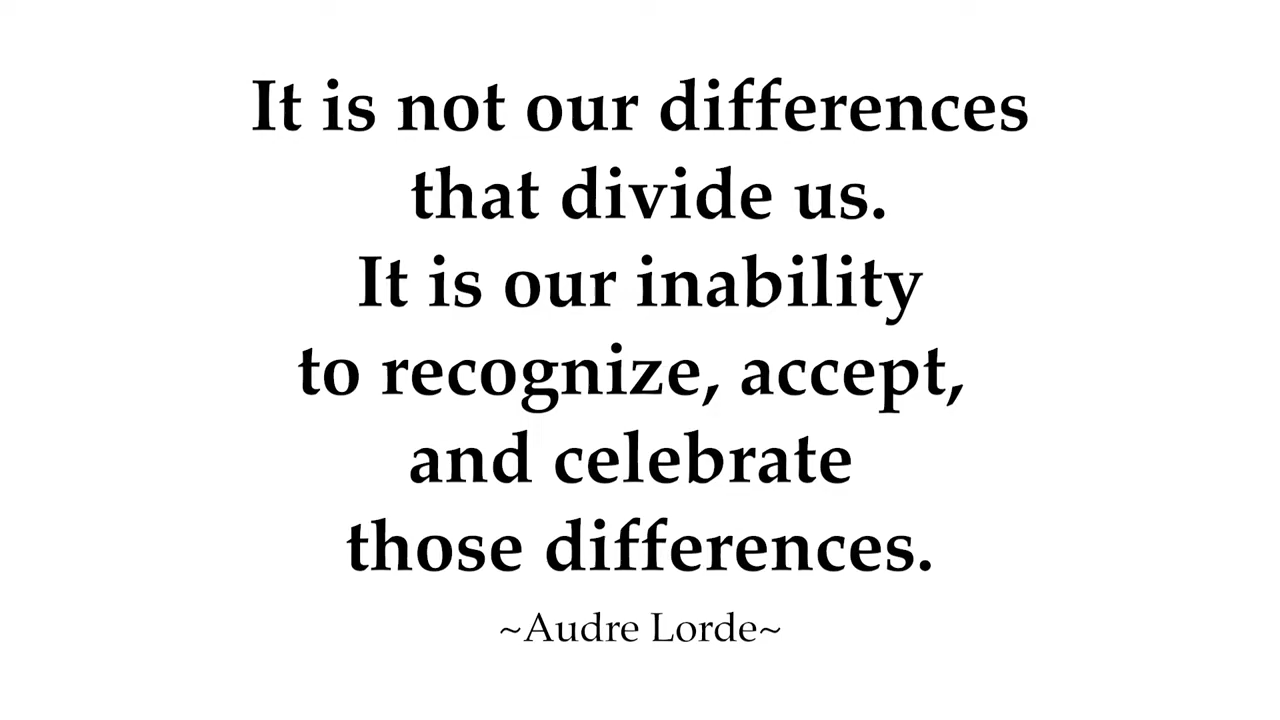 It is not our differences
that divide us.
It is our inability
to recognize, accept,
and celebrate
those differences.
~Audre Lorde~